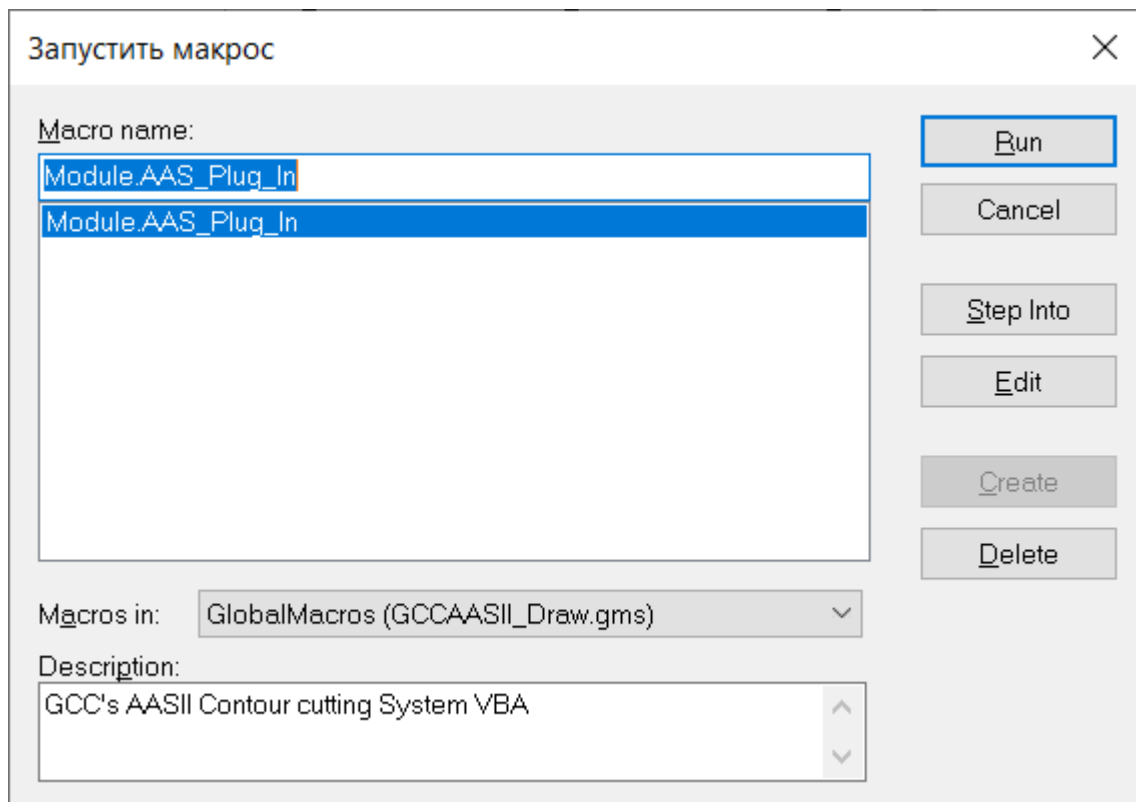 Запустить макрос
Macro name:
Module.AAS_Plug_In
Module.AAS_Plug_In
Run
Cancel
Step Into
Edit
Create
Delete
Macros in:
GlobalMacros (GCCAASII_Draw.gms)
Description:
GCC's AASII Contour cutting System VBA